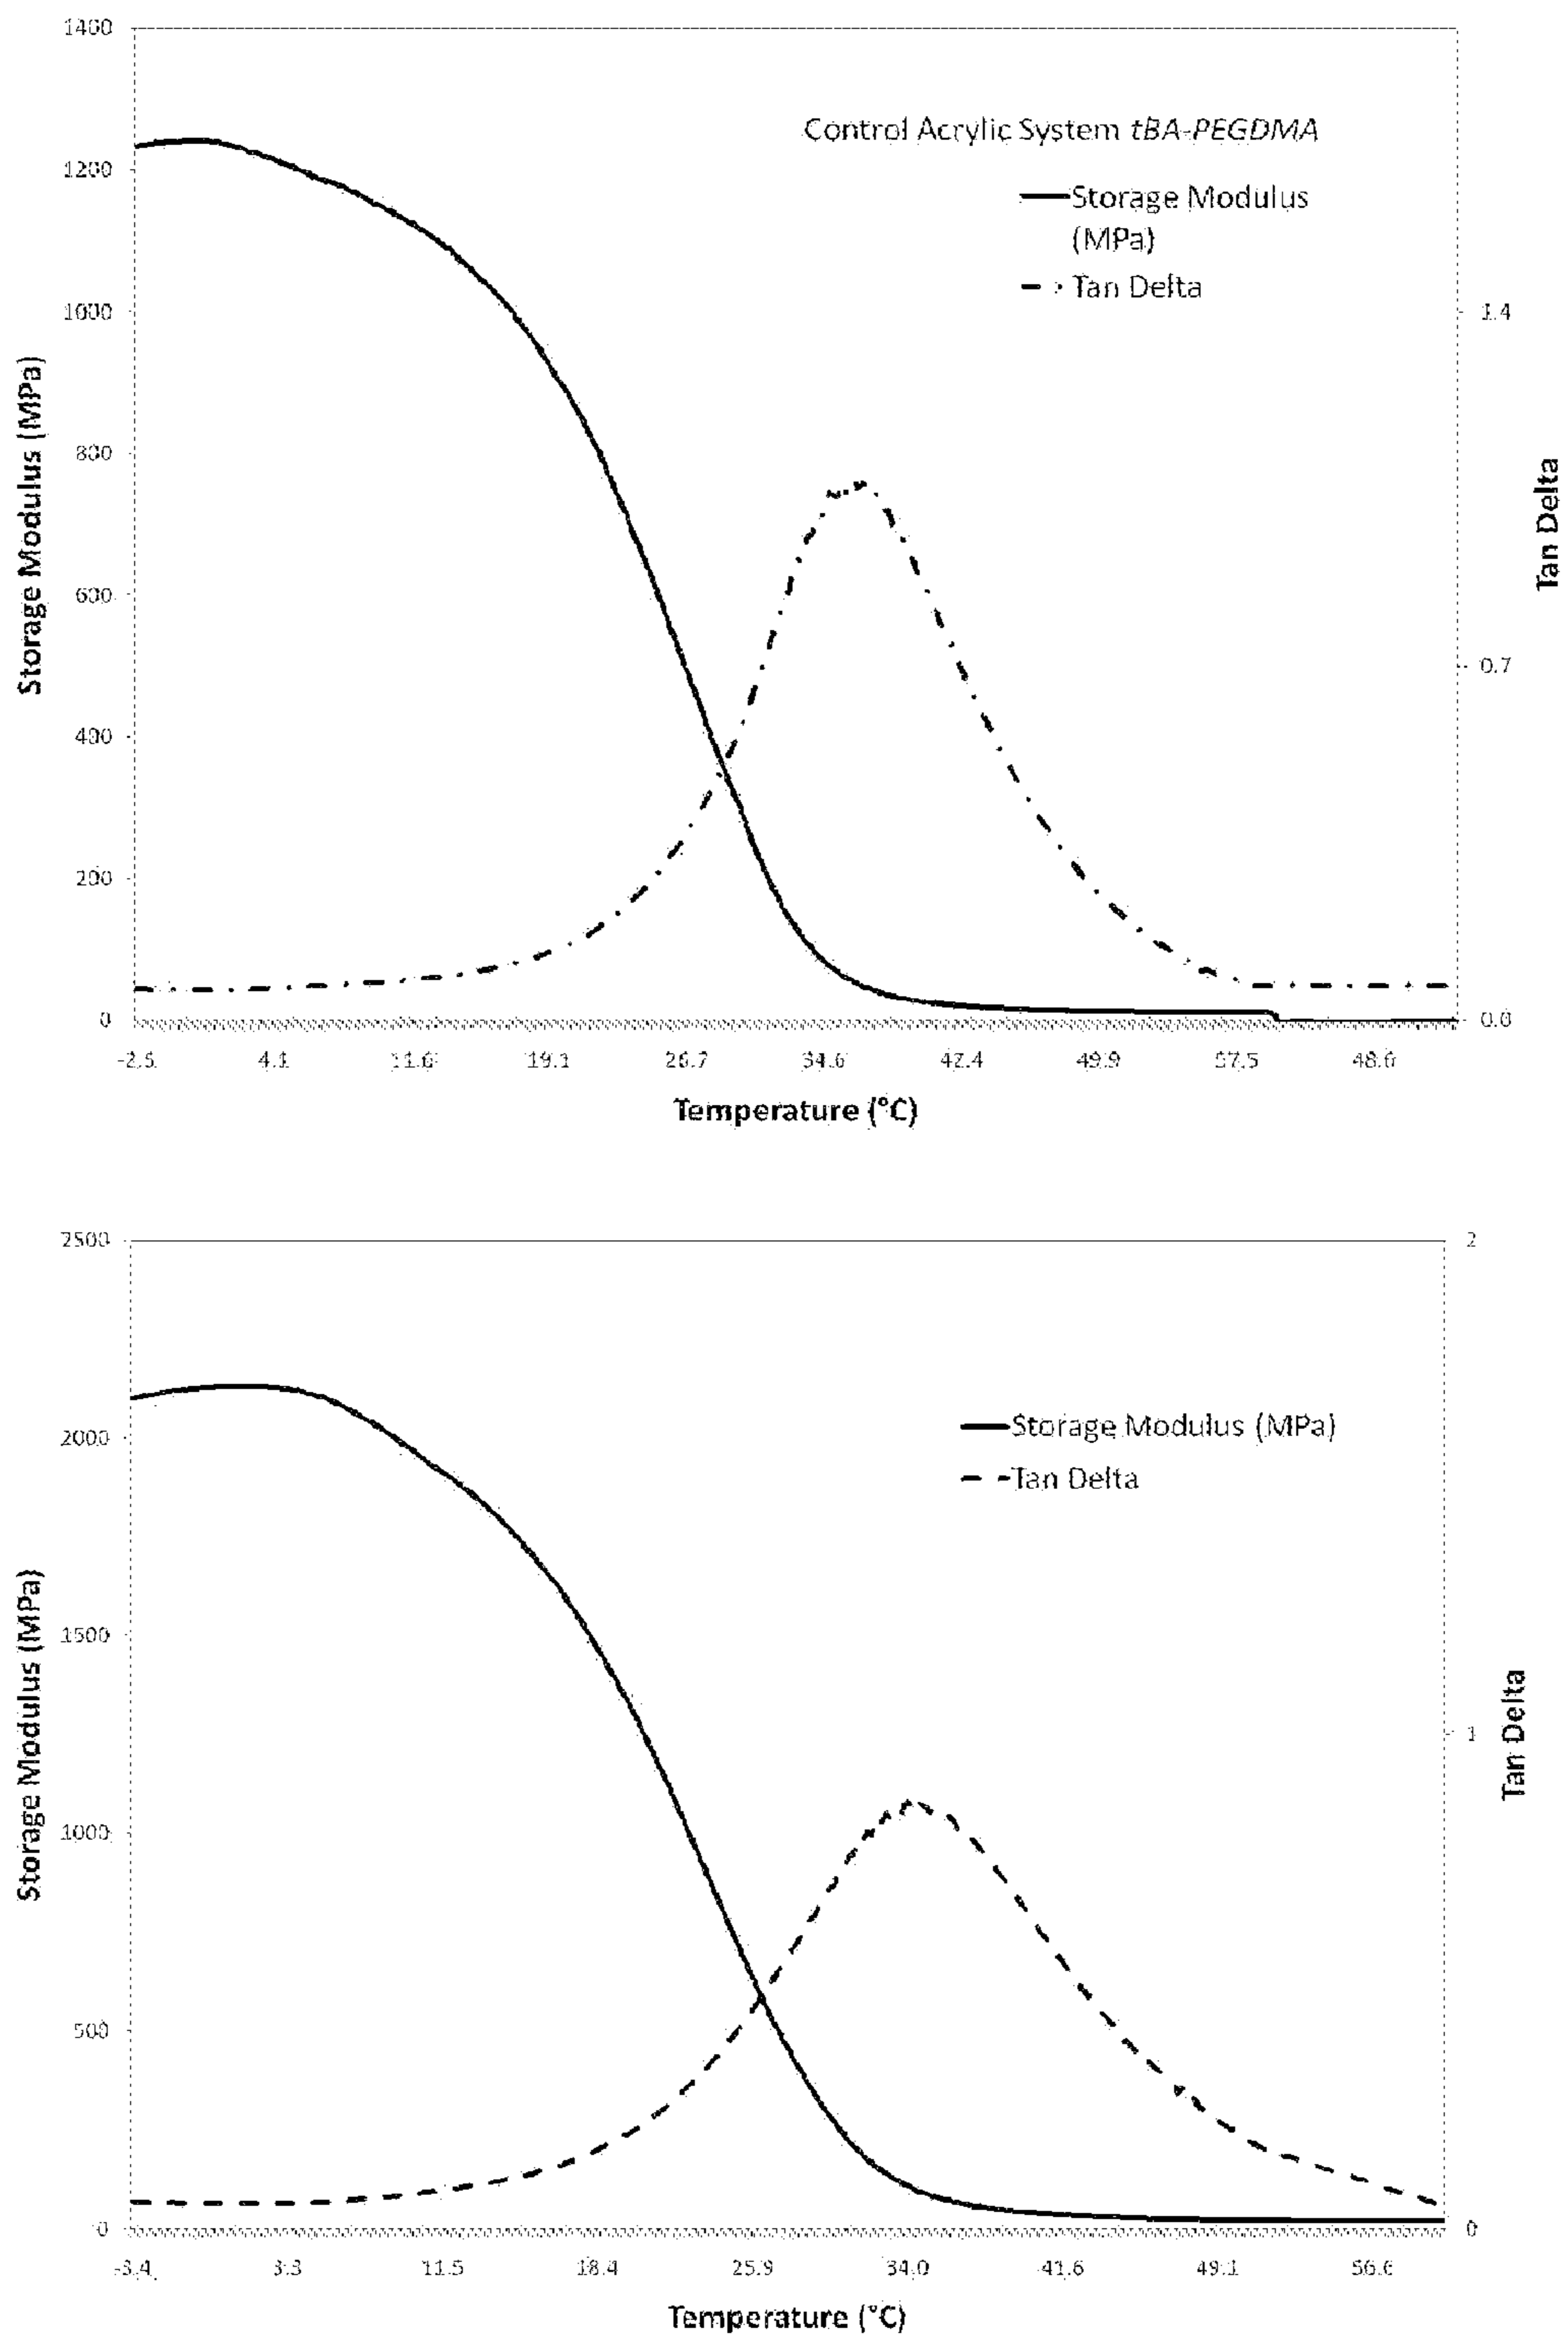 1400
Control Acrylic System tBA-PEGDMA
Storage Modulus
(MPa)
Tan Delta
1200
1000
800
600
400
200
0
1.4
0.7
0.0
Storage Modulus (MPa)
Tan Delta
-2.5 4.1 11.6 19.1 26.7 34.6 42.4 49.9 57.5 48.6
Temperature (°C)
2500
2000
1500
1000
500
0
2
1
0
Storage Modulus (MPa)
Tan Delta
Storage Modulus (MPa)
Tan Delta
-3.4 3.3 11.5 18.4 25.9 34.0 41.6 49.1 56.6
Temperature (°C)